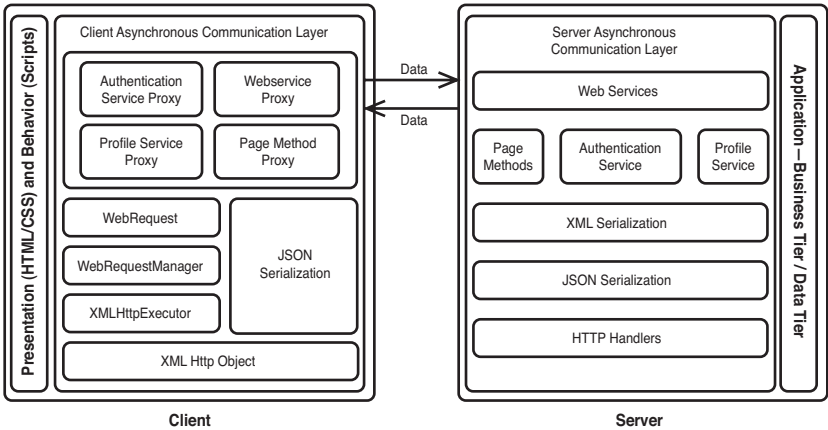 Presentation (HTML/CSS) and Behavior (Scripts)
Client Asynchronous Communication Layer
Authentication
Service Proxy
Webservice
Proxy
Profile Service
Proxy
Page Method
Proxy
WebRequest
WebRequestManager
XMLHttpExecutor
JSON
Serialization
XML Http Object
Client
Data
Data
Server Asynchronous
Communication Layer
Web Services
Page
Methods
Authentication
Service
Profile
Service
XML Serialization
JSON Serialization
HTTP Handlers
Application—Business Tier / Data Tier
Server